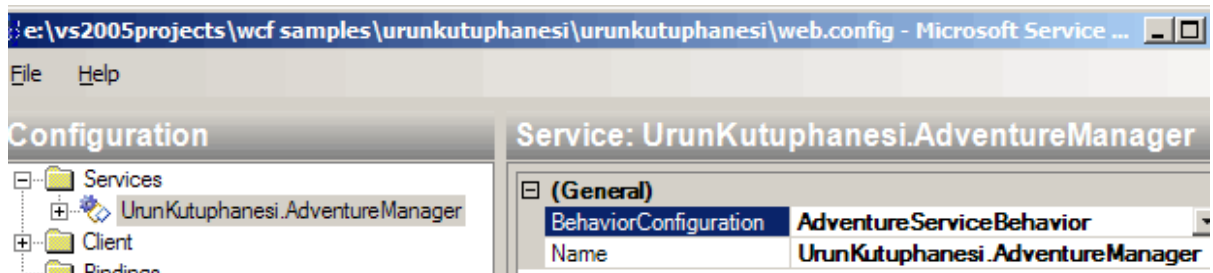 e:\vs2005projects\wcf samples\urunkutuphanesi\urunkutuphanesi\web.config - Microsoft Service ...
File Help
Configuration
Service: UrunKutuphanesi.AdventureManager
Services
UrunKutuphanesi.AdventureManager
Client
Bindings
(General)
BehaviorConfiguration AdventureServiceBehavior
Name UrunKutuphanesi.AdventureManager